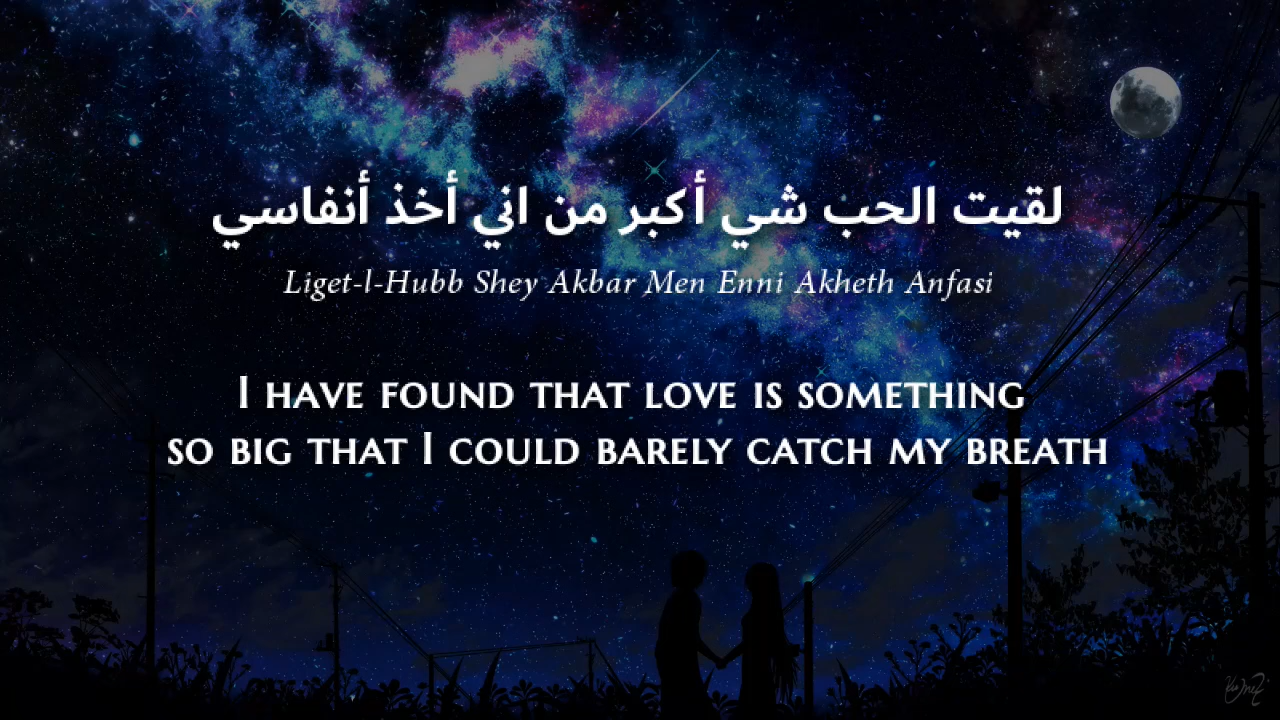 لقيت الحب شي أكبر من اني أخذ أنفاسي
Liget-l-Hubb Shey Akbar Men Enni Akheth Anfasi
I HAVE FOUND THAT LOVE IS SOMETHING
SO BIG THAT I COULD BARELY CATCH MY BREATH